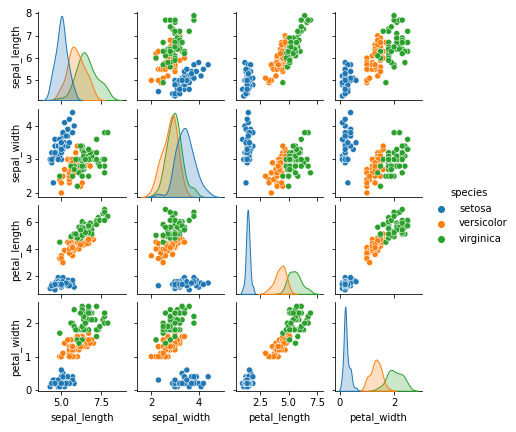 8
7
6
5
sepal_length
4
3
2
sepal_width
6
4
2
petal_length
2
1
0
petal_width
5.0 7.5
sepal_length
2 4
sepal_width
2.5 5.0 7.5
petal_length
0 2
petal_width
species
setosa
versicolor
virginica